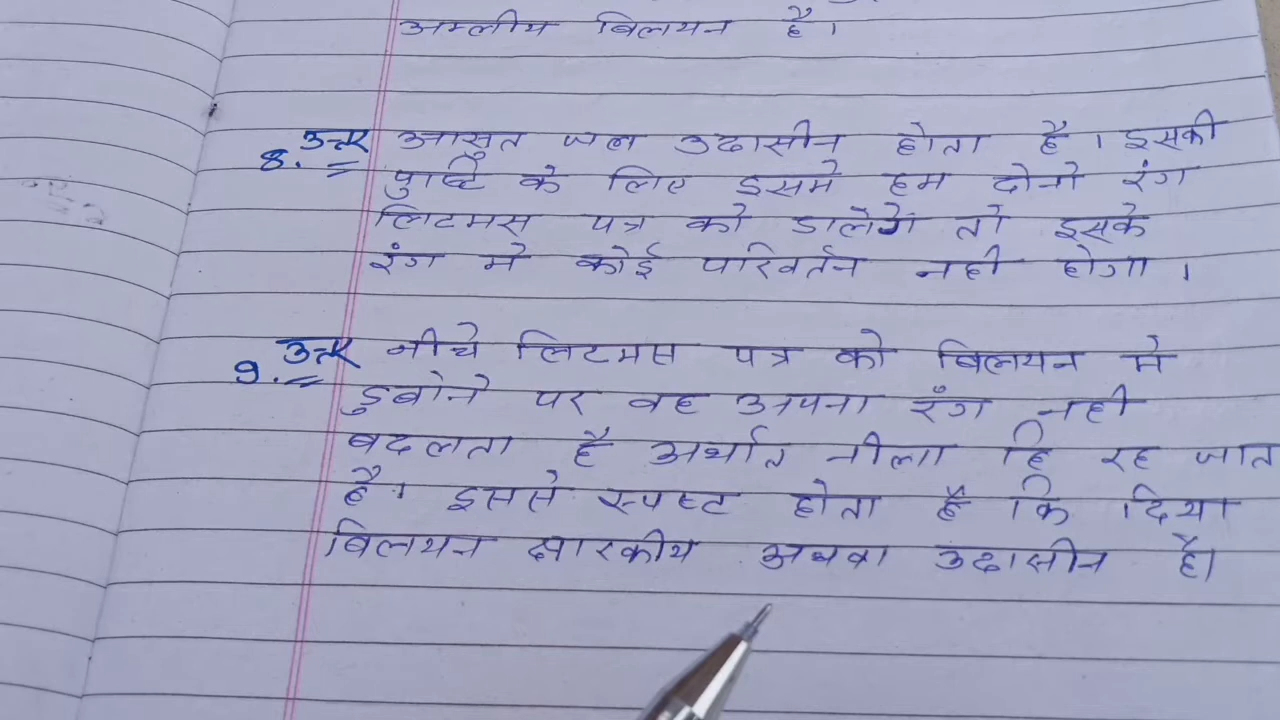 अम्लीय बिलयन है।
8. उत्तर आसुत जल उदासीन होता है। इसकी
पुष्टि के लिए इसमे हम दोनो रंग
लिटमस पत्र को डालेगें तो इसके
रंग मे कोई परिवर्तन नही होगा।
9. उत्तर नीचे लिटमस पत्र को बिलयन मे
डुबोने पर वह अपना रंग नही
बदलता है अर्थात नीला हि रह जात
है। इससे स्पष्ट होता है कि दिया
बिलयन क्षारकीय अथवा उदासीन है।